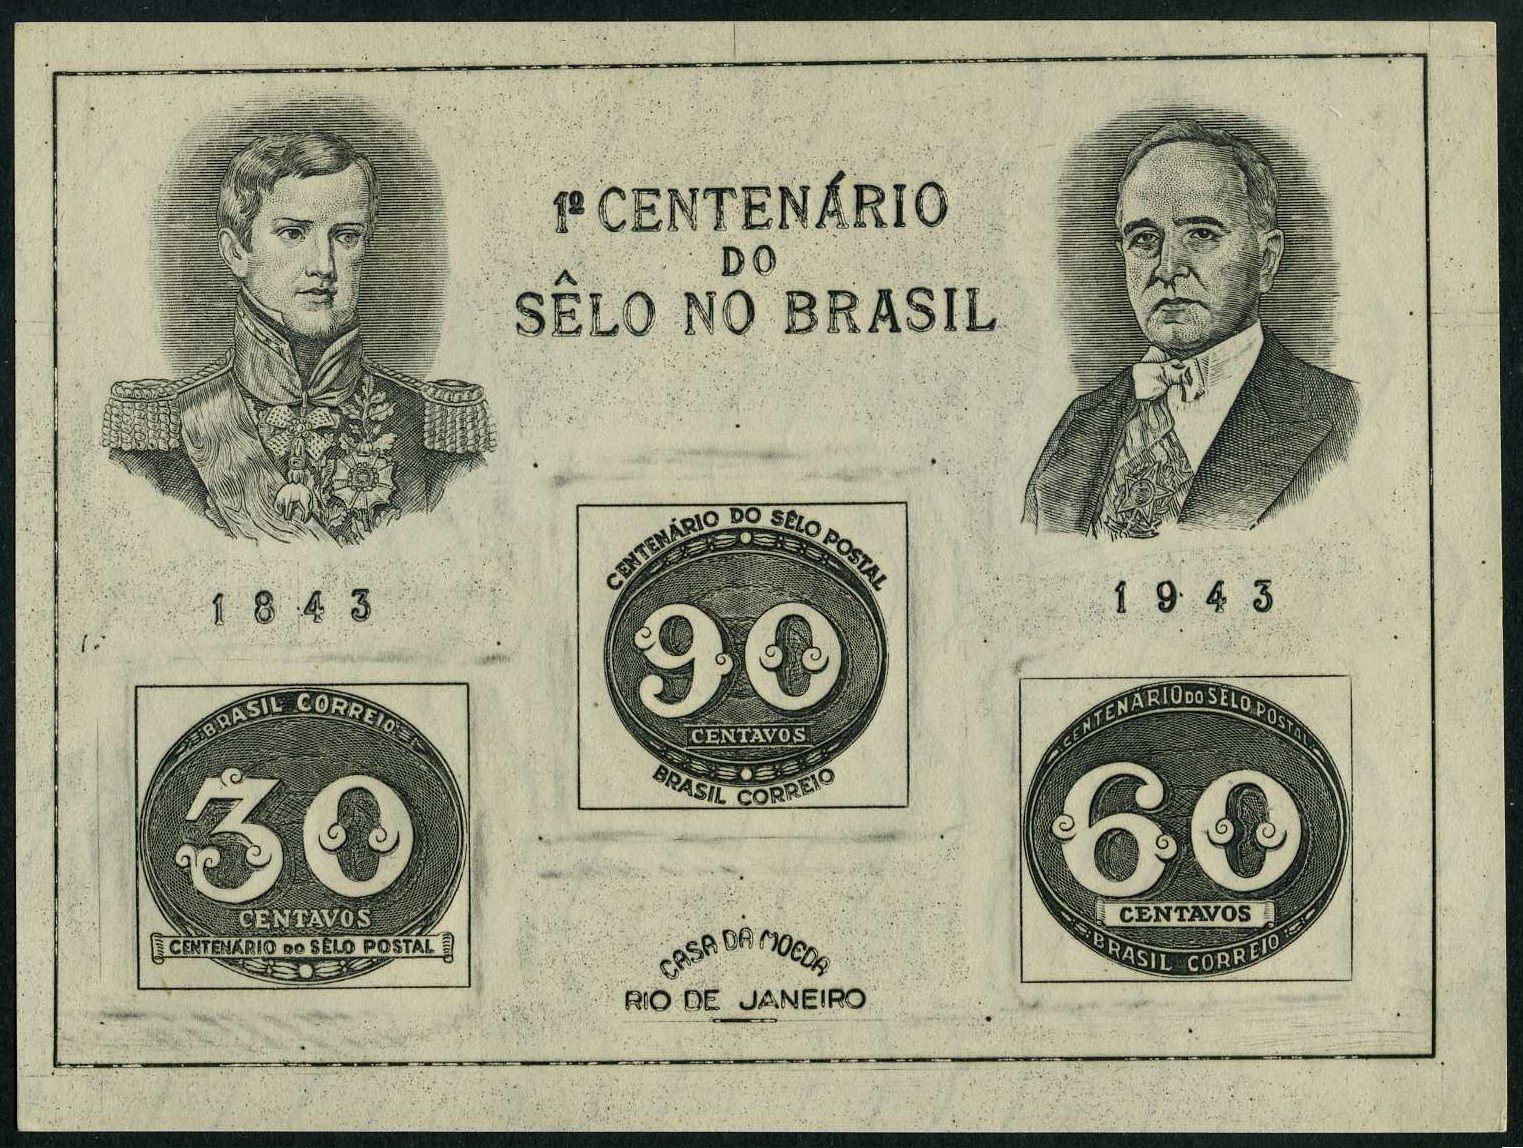 1º CENTENÁRIO
DO
SÊLO NO BRASIL
1843
1943
CENTENÁRIO DO SÊLO POSTAL
90
CENTAVOS
BRASIL CORREIO
BRASIL CORREIO
30
CENTAVOS
CENTENÁRIO DO SÊLO POSTAL
CENTENÁRIO DO SÊLO POSTAL
60
CENTAVOS
BRASIL CORREIO
CASA DA MOEDA
RIO DE JANEIRO